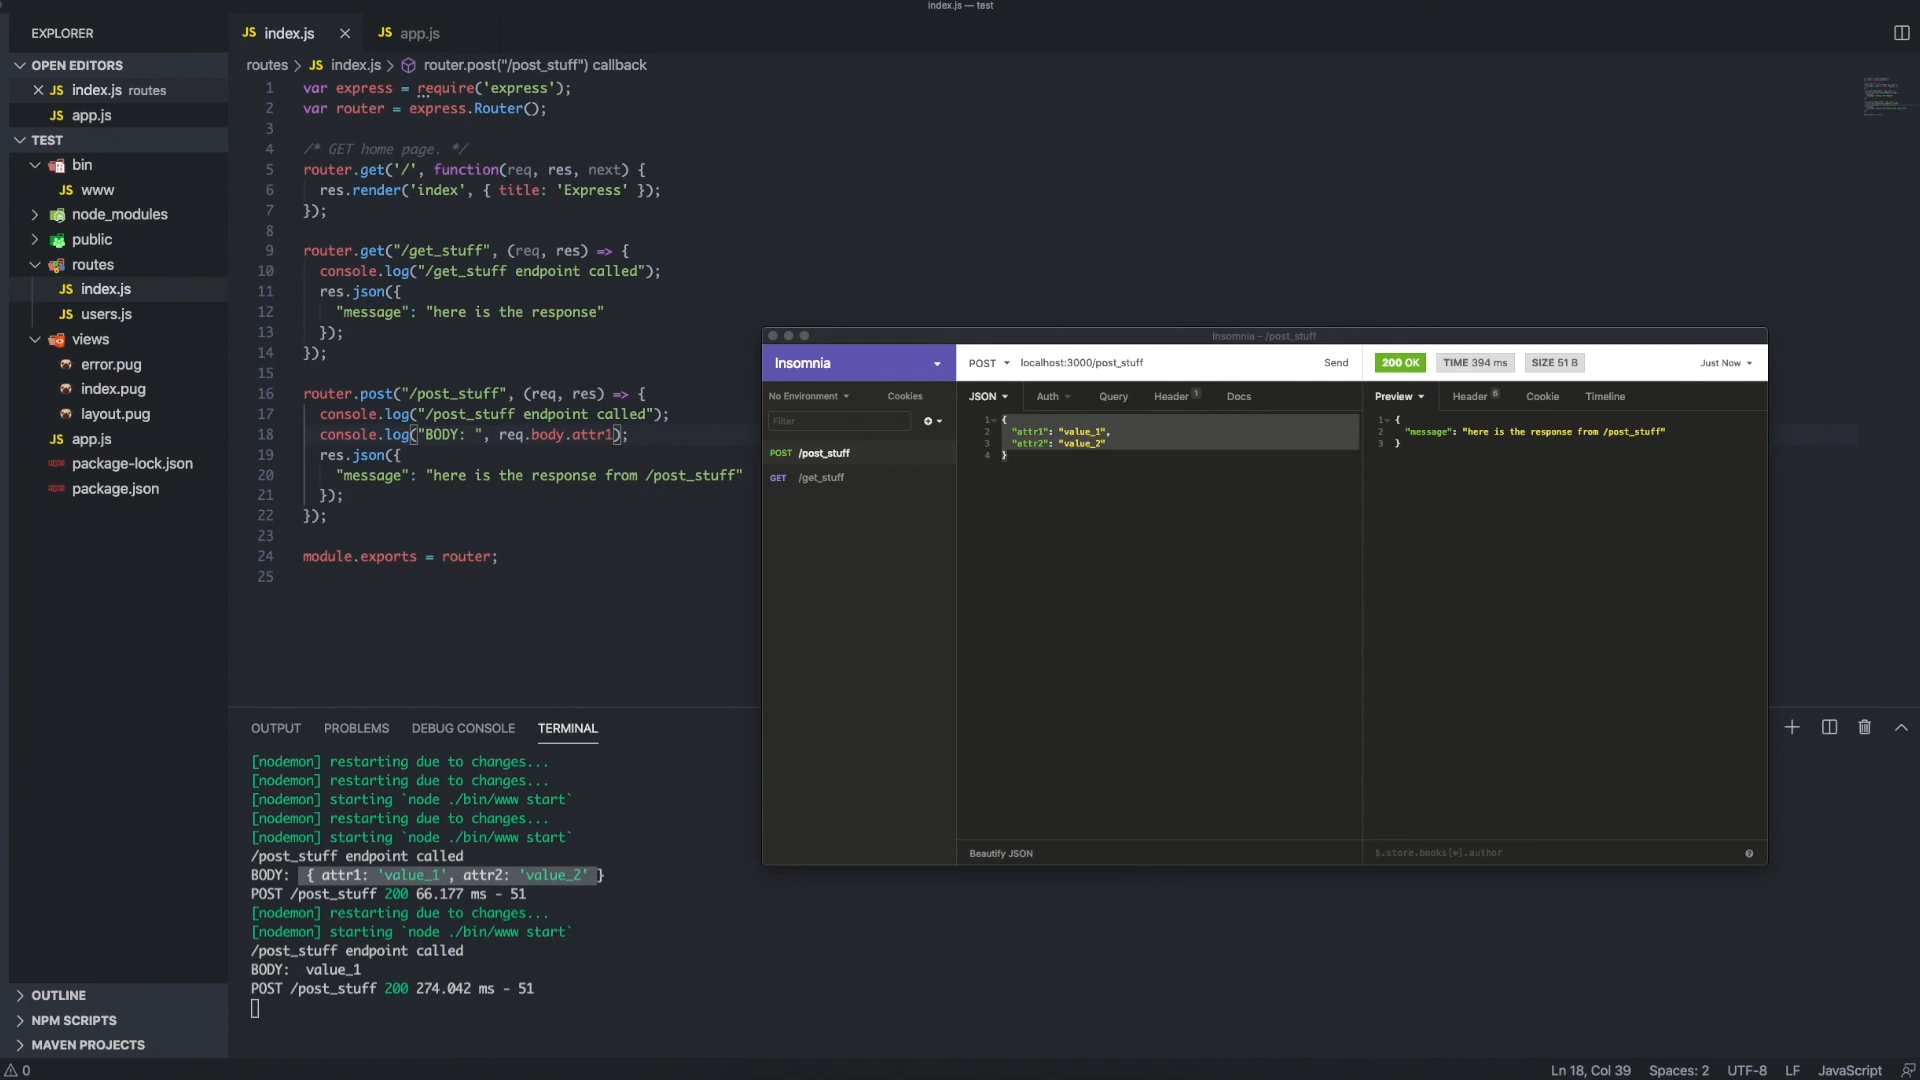 index.js — test
EXPLORER
OPEN EDITORS
JS index.js routes
JS app.js
TEST
bin
JS www
node_modules
public
routes
JS index.js
JS users.js
views
error.pug
index.pug
layout.pug
JS app.js
package-lock.json
package.json
OUTLINE
NPM SCRIPTS
MAVEN PROJECTS
0
JS index.js
JS app.js
routes > JS index.js > router.post("/post_stuff") callback
1 var express = require('express');
2 var router = express.Router();
3
4 /* GET home page. */
5 router.get('/', function(req, res, next) {
6 res.render('index', { title: 'Express' });
7 });
8
9 router.get("/get_stuff", (req, res) => {
10 console.log("/get_stuff endpoint called");
11 res.json({
12 "message": "here is the response"
13 });
14 });
15
16 router.post("/post_stuff", (req, res) => {
17 console.log("/post_stuff endpoint called");
18 console.log("BODY: ", req.body.attr1);
19 res.json({
20 "message": "here is the response from /post_stuff"
21 });
22 });
23
24 module.exports = router;
25
OUTPUT PROBLEMS DEBUG CONSOLE TERMINAL
[nodemon] restarting due to changes...
[nodemon] restarting due to changes...
[nodemon] starting `node ./bin/www start`
[nodemon] restarting due to changes...
[nodemon] starting `node ./bin/www start`
/post_stuff endpoint called
BODY: { attr1: 'value_1', attr2: 'value_2' }
POST /post_stuff 200 66.177 ms - 51
[nodemon] restarting due to changes...
[nodemon] starting `node ./bin/www start`
/post_stuff endpoint called
BODY: value_1
POST /post_stuff 200 274.042 ms - 51
Insomnia – /post_stuff
Insomnia
POST localhost:3000/post_stuff Send
200 OK TIME 394 ms SIZE 51 B Just Now
No Environment Cookies
Filter
POST /post_stuff
GET /get_stuff
JSON Auth Query Header 1 Docs
1 {
2 "attr1": "value_1",
3 "attr2": "value_2"
4 }
Beautify JSON
Preview Header 6 Cookie Timeline
1 {
2 "message": "here is the response from /post_stuff"
3 }
$.store.books[*].author
Ln 18, Col 39 Spaces: 2 UTF-8 LF JavaScript